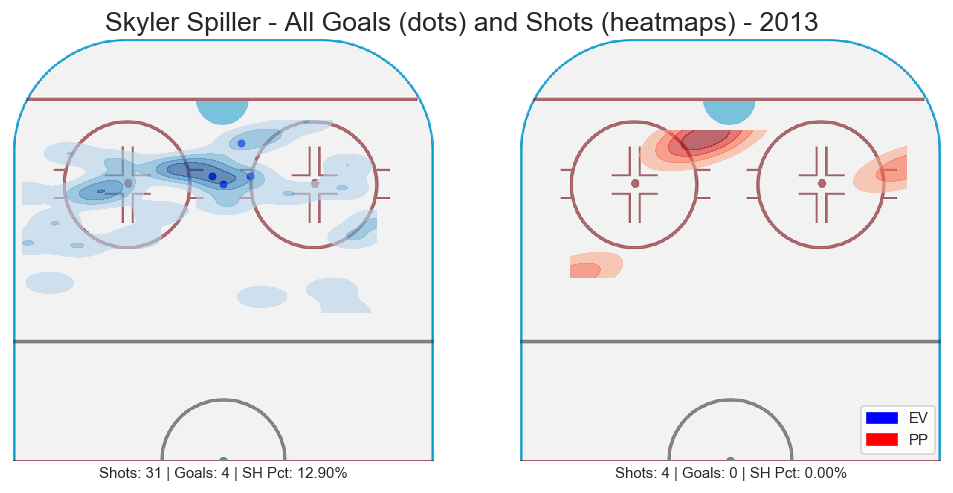 Skyler Spiller - All Goals (dots) and Shots (heatmaps) - 2013
EV
PP
Shots: 31 | Goals: 4 | SH Pct: 12.90%
Shots: 4 | Goals: 0 | SH Pct: 0.00%